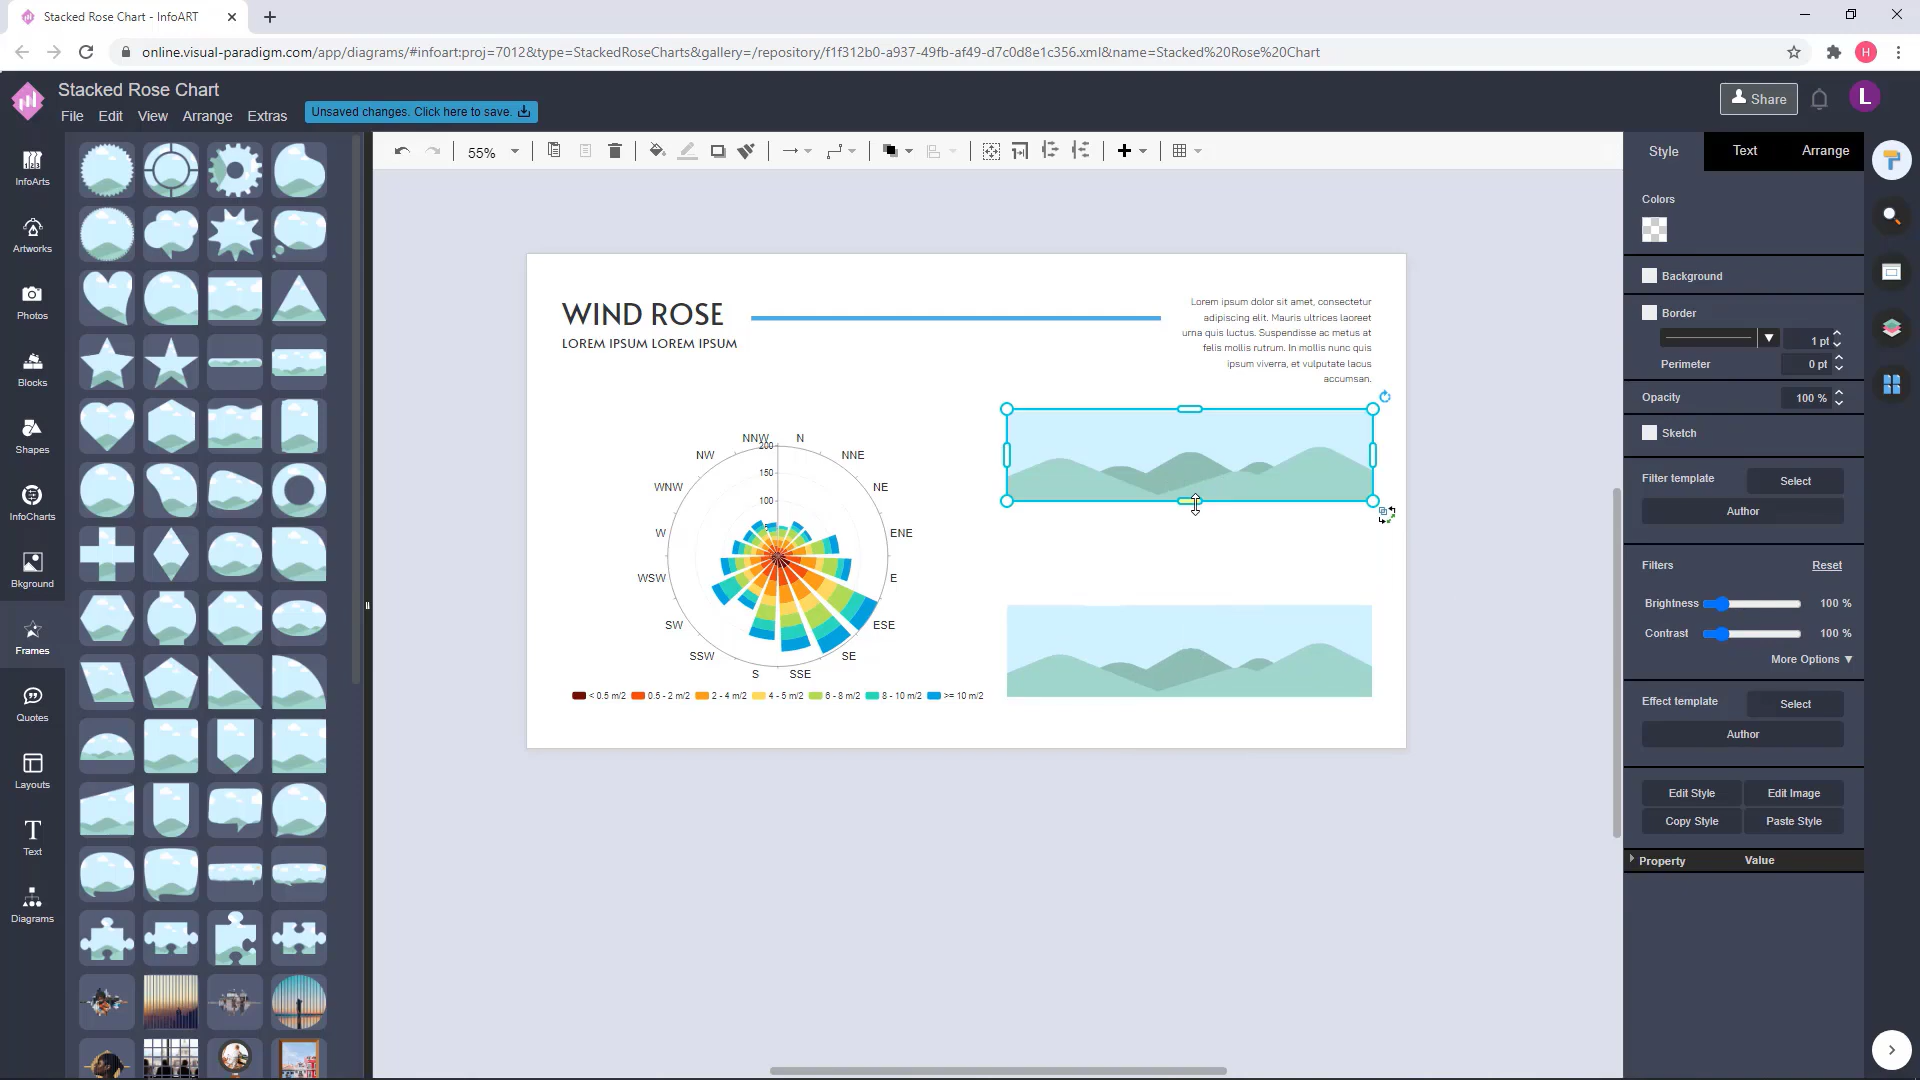 Stacked Rose Chart - InfoART
online.visual-paradigm.com/app/diagrams/#infoart:proj=7012&type=StackedRoseCharts&gallery=/repository/f1f312b0-a937-49fb-af49-d7c0d8e1c356.xml&name=Stacked%20Rose%20Chart
H
Stacked Rose Chart
File Edit View Arrange Extras
Unsaved changes. Click here to save.
Share
L
InfoArts
Artworks
Photos
Blocks
Shapes
InfoCharts
Bkground
Frames
Quotes
Layouts
Text
Diagrams
55%
WIND ROSE
LOREM IPSUM LOREM IPSUM
Lorem ipsum dolor sit amet, consectetur
adipiscing elit. Mauris ultrices laoreet
urna quis luctus. Suspendisse ac metus at
felis mollis rutrum. In mollis nunc quis
ipsum viverra, et vulputate lacus
accumsan.
NNW N
200
NW NNE
150
WNW NE
100
W ENE
WSW E
SW ESE
SSW SE
S SSE
< 0.5 m/2 0.5 - 2 m/2 2 - 4 m/2 4 - 5 m/2 6 - 8 m/2 8 - 10 m/2 >= 10 m/2
Style Text Arrange
Colors
Background
Border
1 pt
Perimeter 0 pt
Opacity 100 %
Sketch
Filter template Select
Author
Filters Reset
Brightness 100 %
Contrast 100 %
More Options ▼
Effect template Select
Author
Edit Style Edit Image
Copy Style Paste Style
Property Value